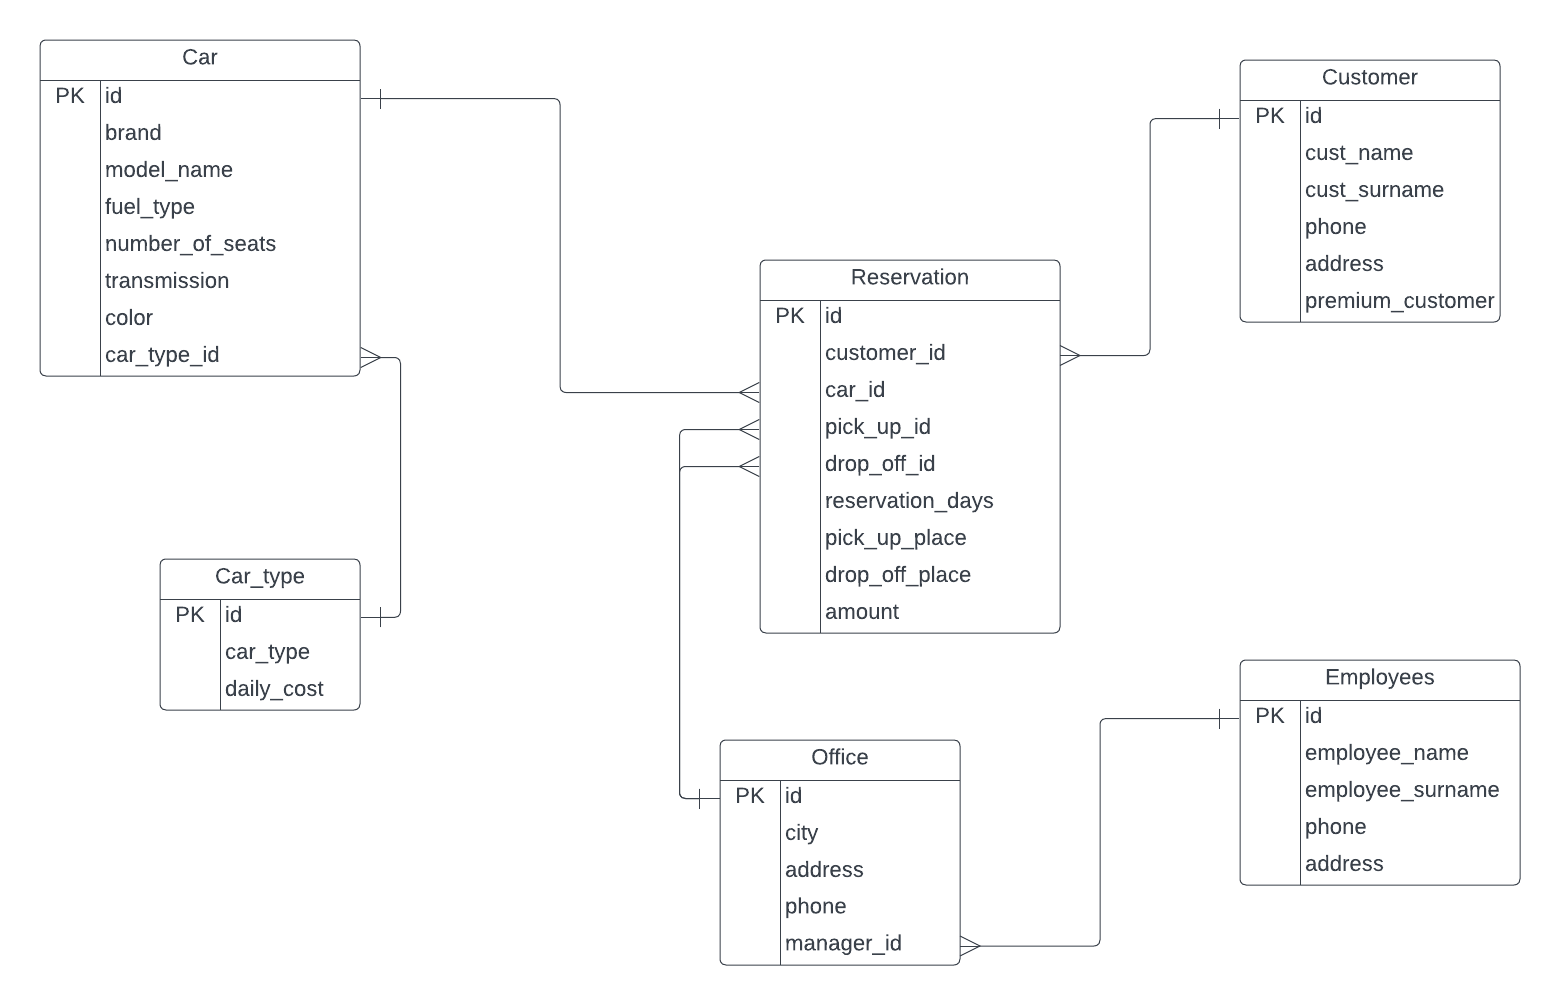 Car
PK id
brand
model_name
fuel_type
number_of_seats
transmission
color
car_type_id
Customer
PK id
cust_name
cust_surname
phone
address
premium_customer
Reservation
PK id
customer_id
car_id
pick_up_id
drop_off_id
reservation_days
pick_up_place
drop_off_place
amount
Car_type
PK id
car_type
daily_cost
Office
PK id
city
address
phone
manager_id
Employees
PK id
employee_name
employee_surname
phone
address